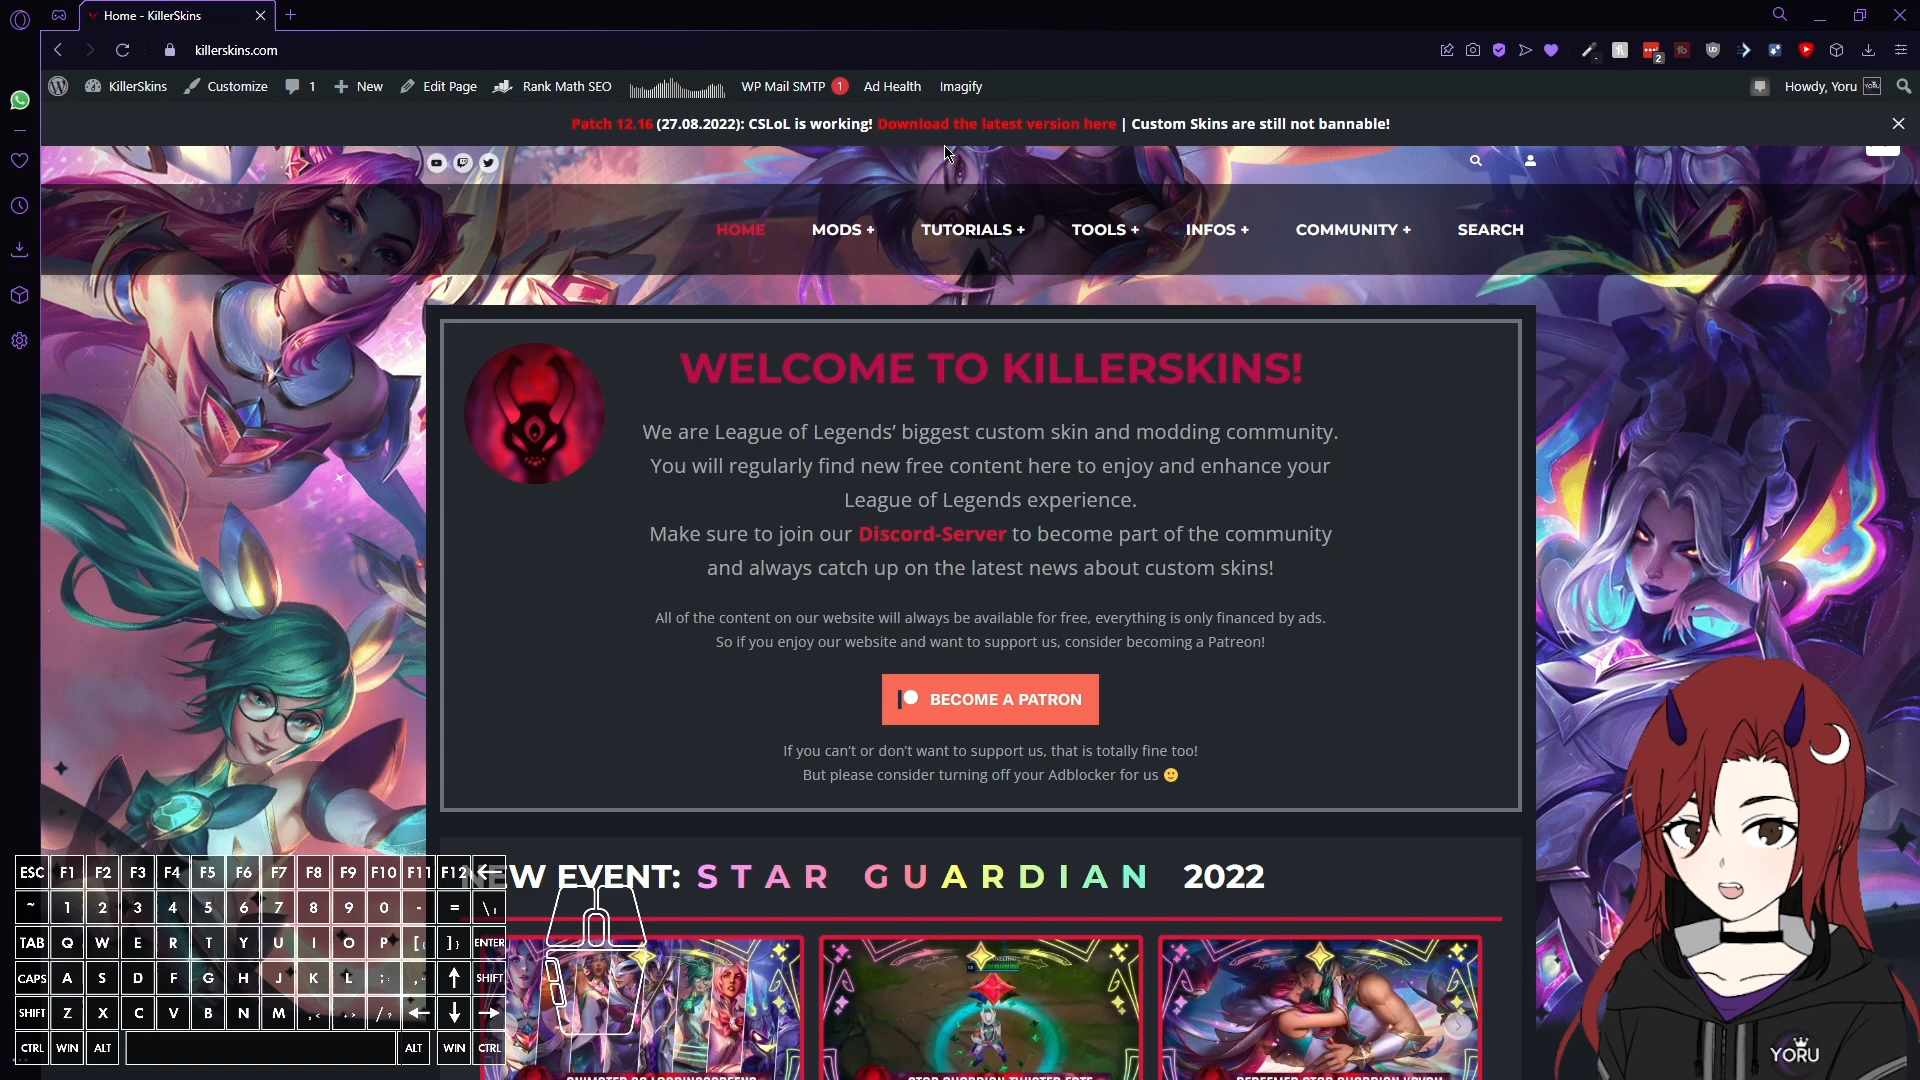 Home - KillerSkins
killerskins.com
2
KillerSkins
Customize
1
New
Edit Page
Rank Math SEO
WP Mail SMTP 1
Ad Health
Imagify
Howdy, Yoru
Patch 12.16 (27.08.2022): CSLoL is working! Download the latest version here | Custom Skins are still not bannable!
HOME
MODS +
TUTORIALS +
TOOLS +
INFOS +
COMMUNITY +
SEARCH
WELCOME TO KILLERSKINS!
We are League of Legends’ biggest custom skin and modding community.
You will regularly find new free content here to enjoy and enhance your
League of Legends experience.
Make sure to join our Discord-Server to become part of the community
and always catch up on the latest news about custom skins!
All of the content on our website will always be available for free, everything is only financed by ads.
So if you enjoy our website and want to support us, consider becoming a Patreon!
BECOME A PATRON
If you can’t or don’t want to support us, that is totally fine too!
But please consider turning off your Adblocker for us 🙂
NEW EVENT: STAR GUARDIAN 2022
ESC F1 F2 F3 F4 F5 F6 F7 F8 F9 F10 F11 F12 ←
~ 1 2 3 4 5 6 7 8 9 0 - = \
TAB Q W E R T Y U I O P [ ] } ENTER
CAPS A S D F G H J K L ; , ↑ SHIFT
SHIFT Z X C V B N M , < . > / ? ← ↓ →
CTRL WIN ALT ALT WIN CTRL
YORU